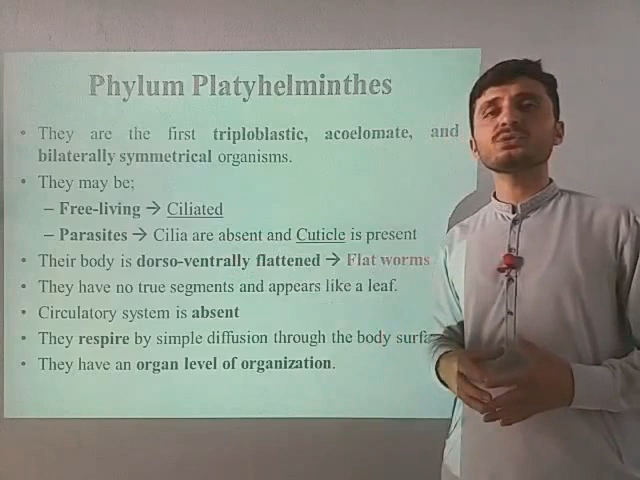 Phylum Platyhelminthes
• They are the first triploblastic, acoelomate, and
bilaterally symmetrical organisms.
• They may be;
– Free-living → Ciliated
– Parasites → Cilia are absent and Cuticle is present
• Their body is dorso-ventrally flattened → Flat worms
• They have no true segments and appears like a leaf.
• Circulatory system is absent
• They respire by simple diffusion through the body
• They have an organ level of organization.